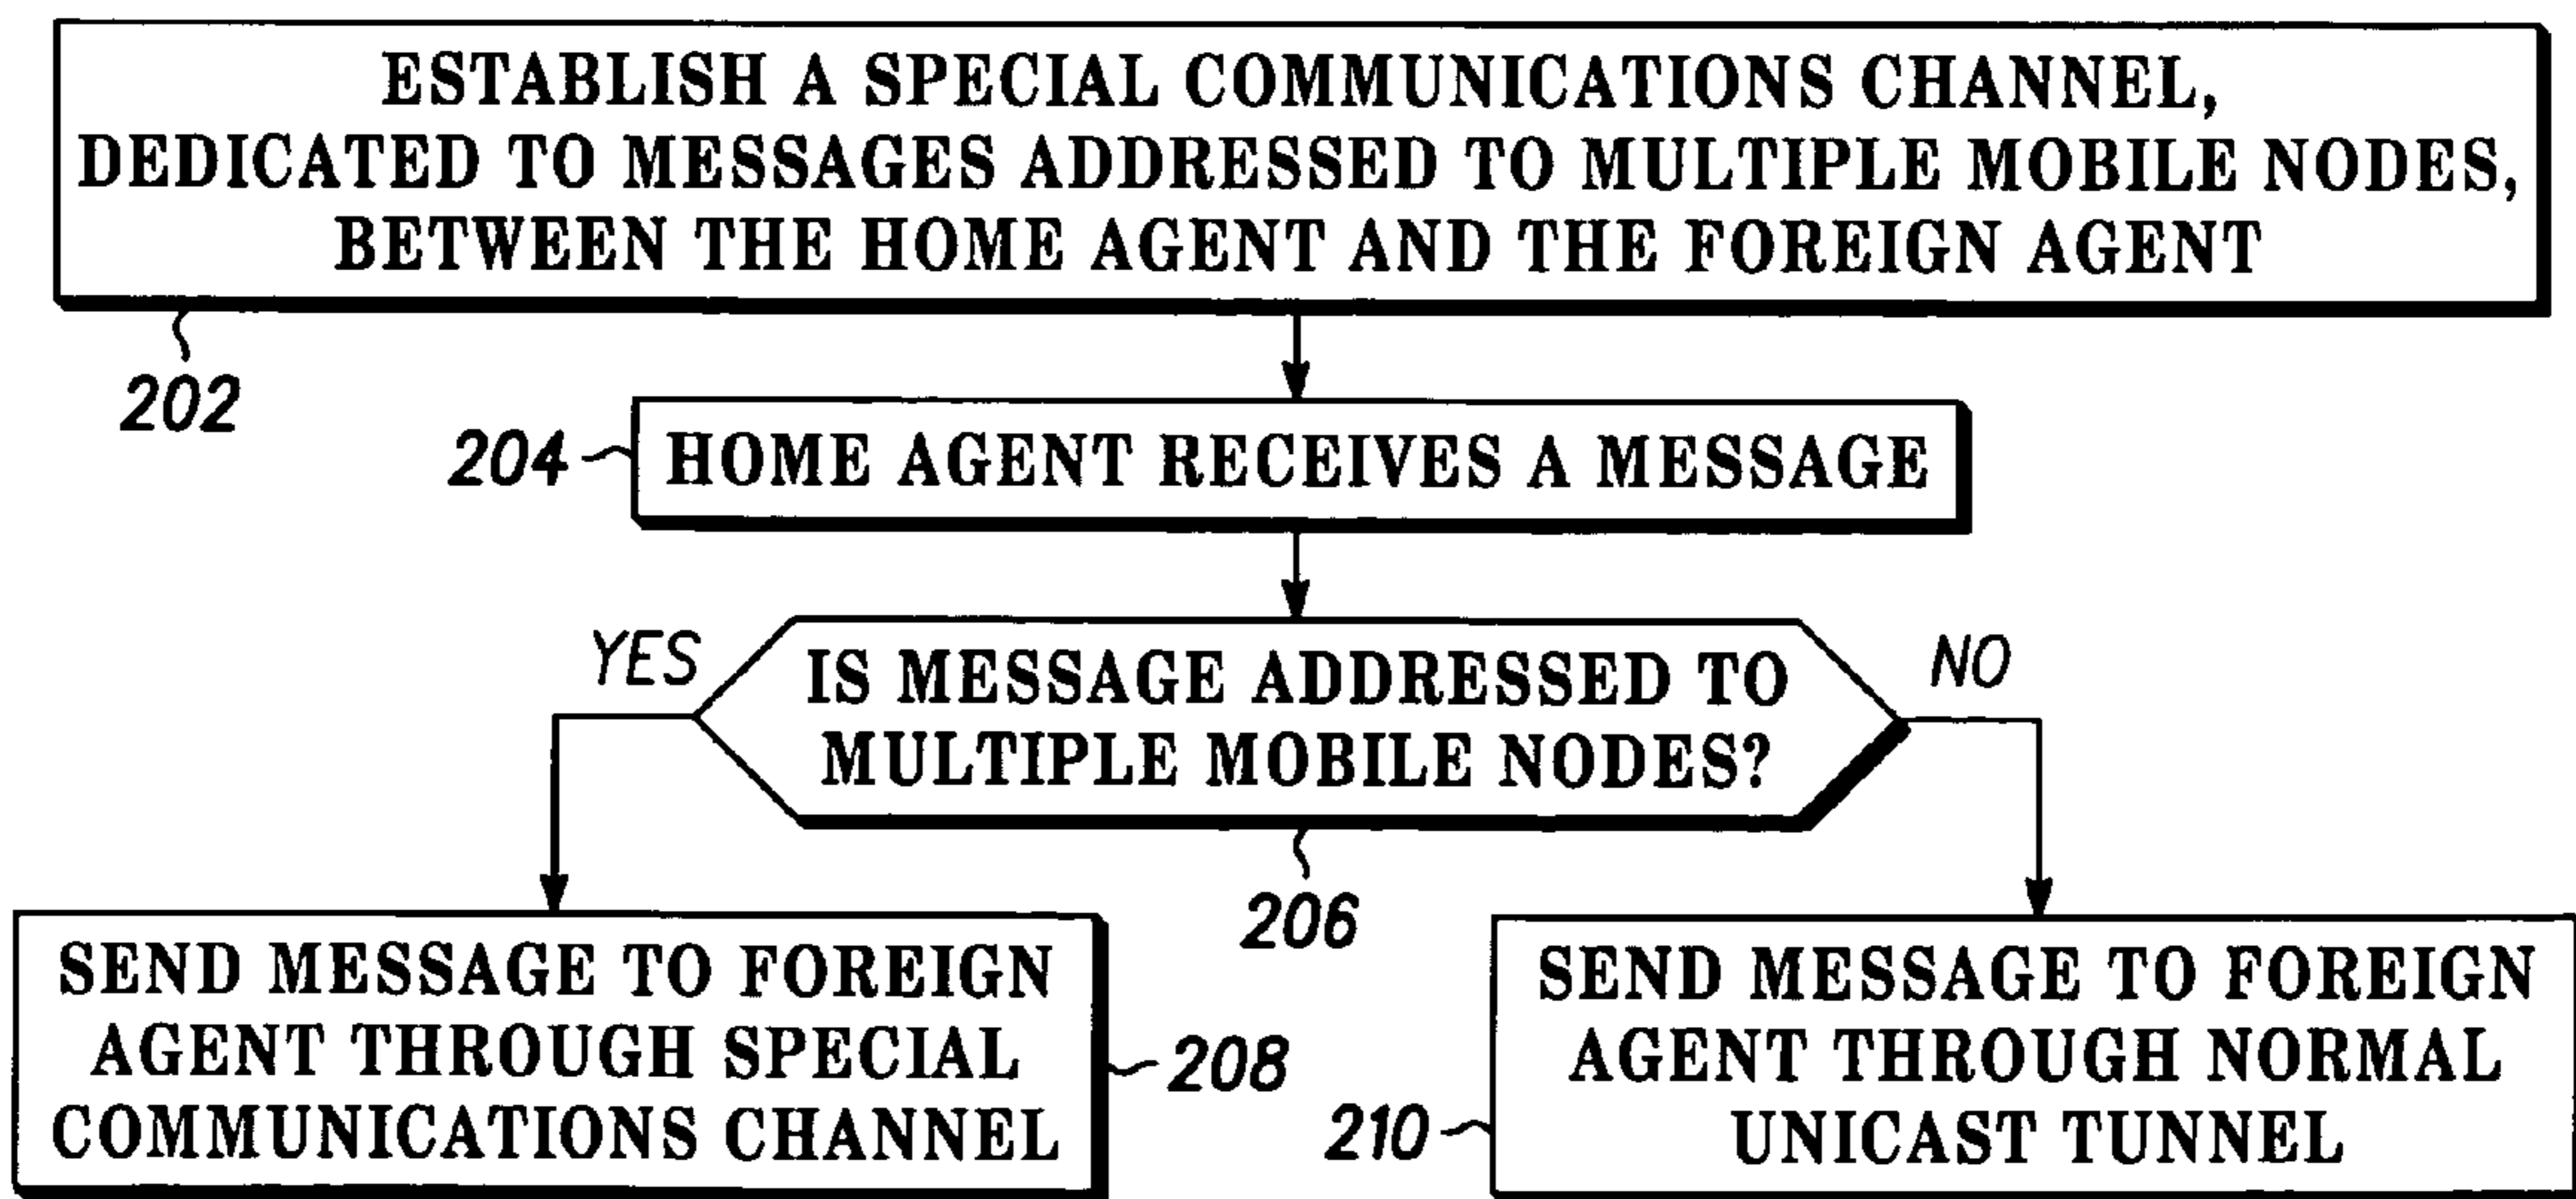 ESTABLISH A SPECIAL COMMUNICATIONS CHANNEL,
DEDICATED TO MESSAGES ADDRESSED TO MULTIPLE MOBILE NODES,
BETWEEN THE HOME AGENT AND THE FOREIGN AGENT
202
204
HOME AGENT RECEIVES A MESSAGE
YES
IS MESSAGE ADDRESSED TO
MULTIPLE MOBILE NODES?
NO
206
SEND MESSAGE TO FOREIGN
AGENT THROUGH SPECIAL
COMMUNICATIONS CHANNEL
208
SEND MESSAGE TO FOREIGN
AGENT THROUGH NORMAL
UNICAST TUNNEL
210